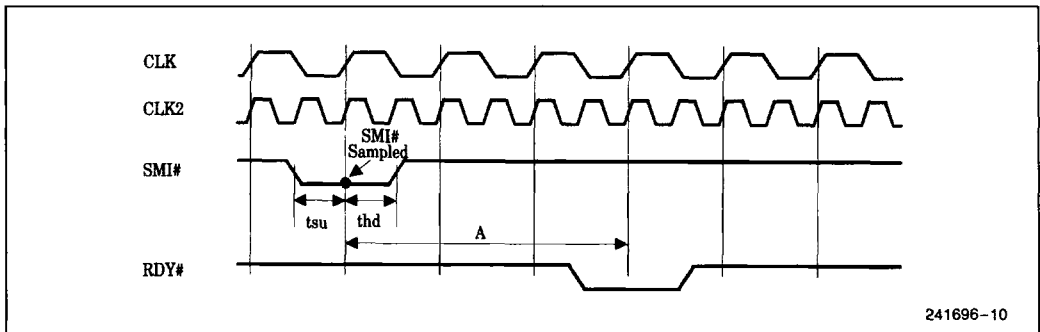 CLK
CLK2
SMI#
Sampled
SMI#
tsu
thd
A
RDY#
241696-10